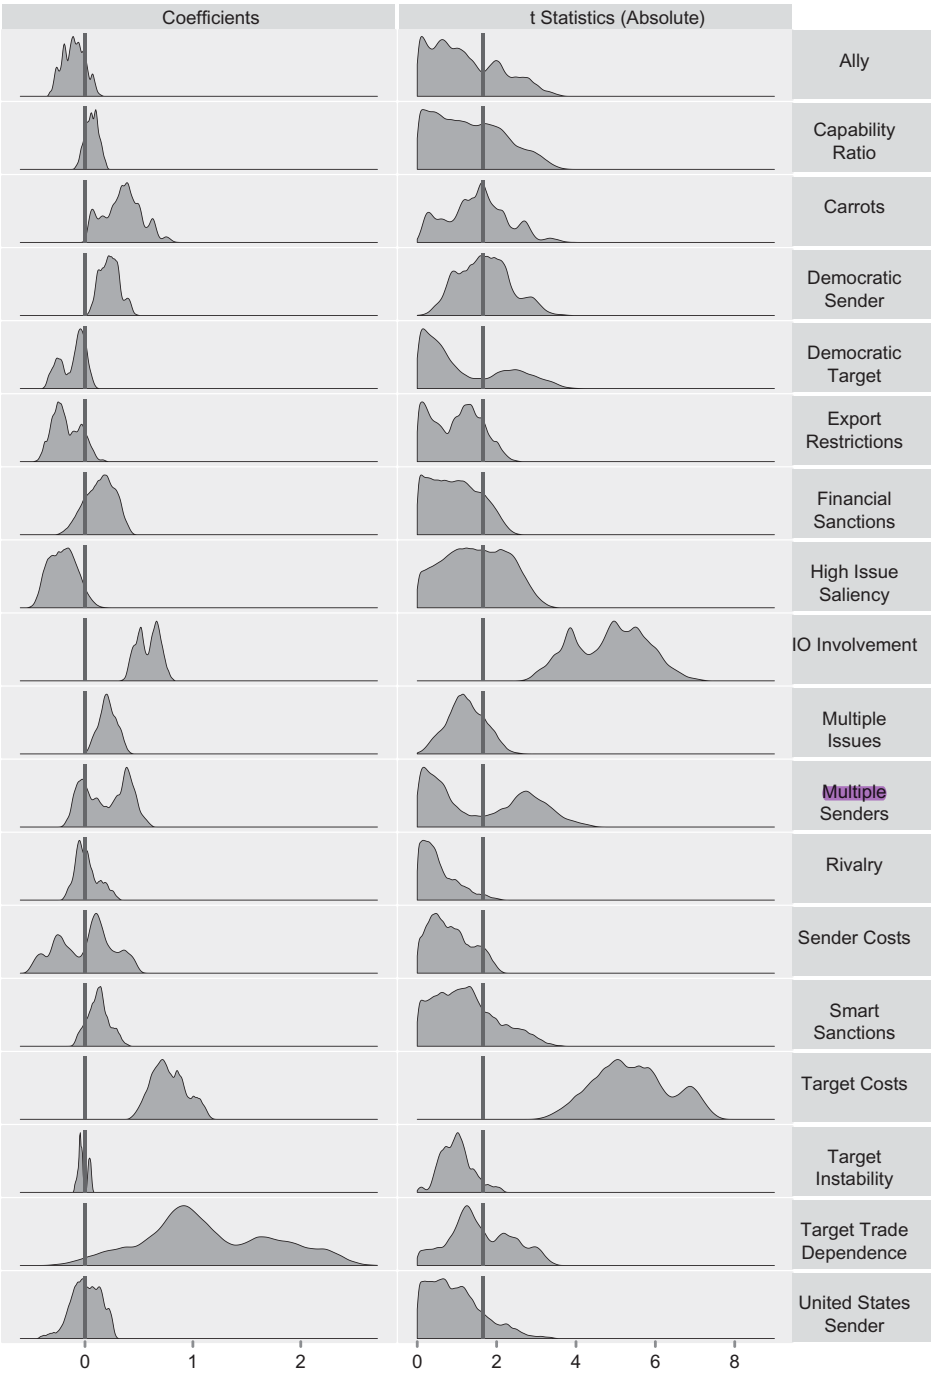 Coefficients
t Statistics (Absolute)
Ally
Capability
Ratio
Carrots
Democratic
Sender
Democratic
Target
Export
Restrictions
Financial
Sanctions
High Issue
Saliency
IO Involvement
Multiple
Issues
Multiple
Senders
Rivalry
Sender Costs
Smart
Sanctions
Target Costs
Target
Instability
Target Trade
Dependence
United States
Sender
0 1 2
0 2 4 6 8